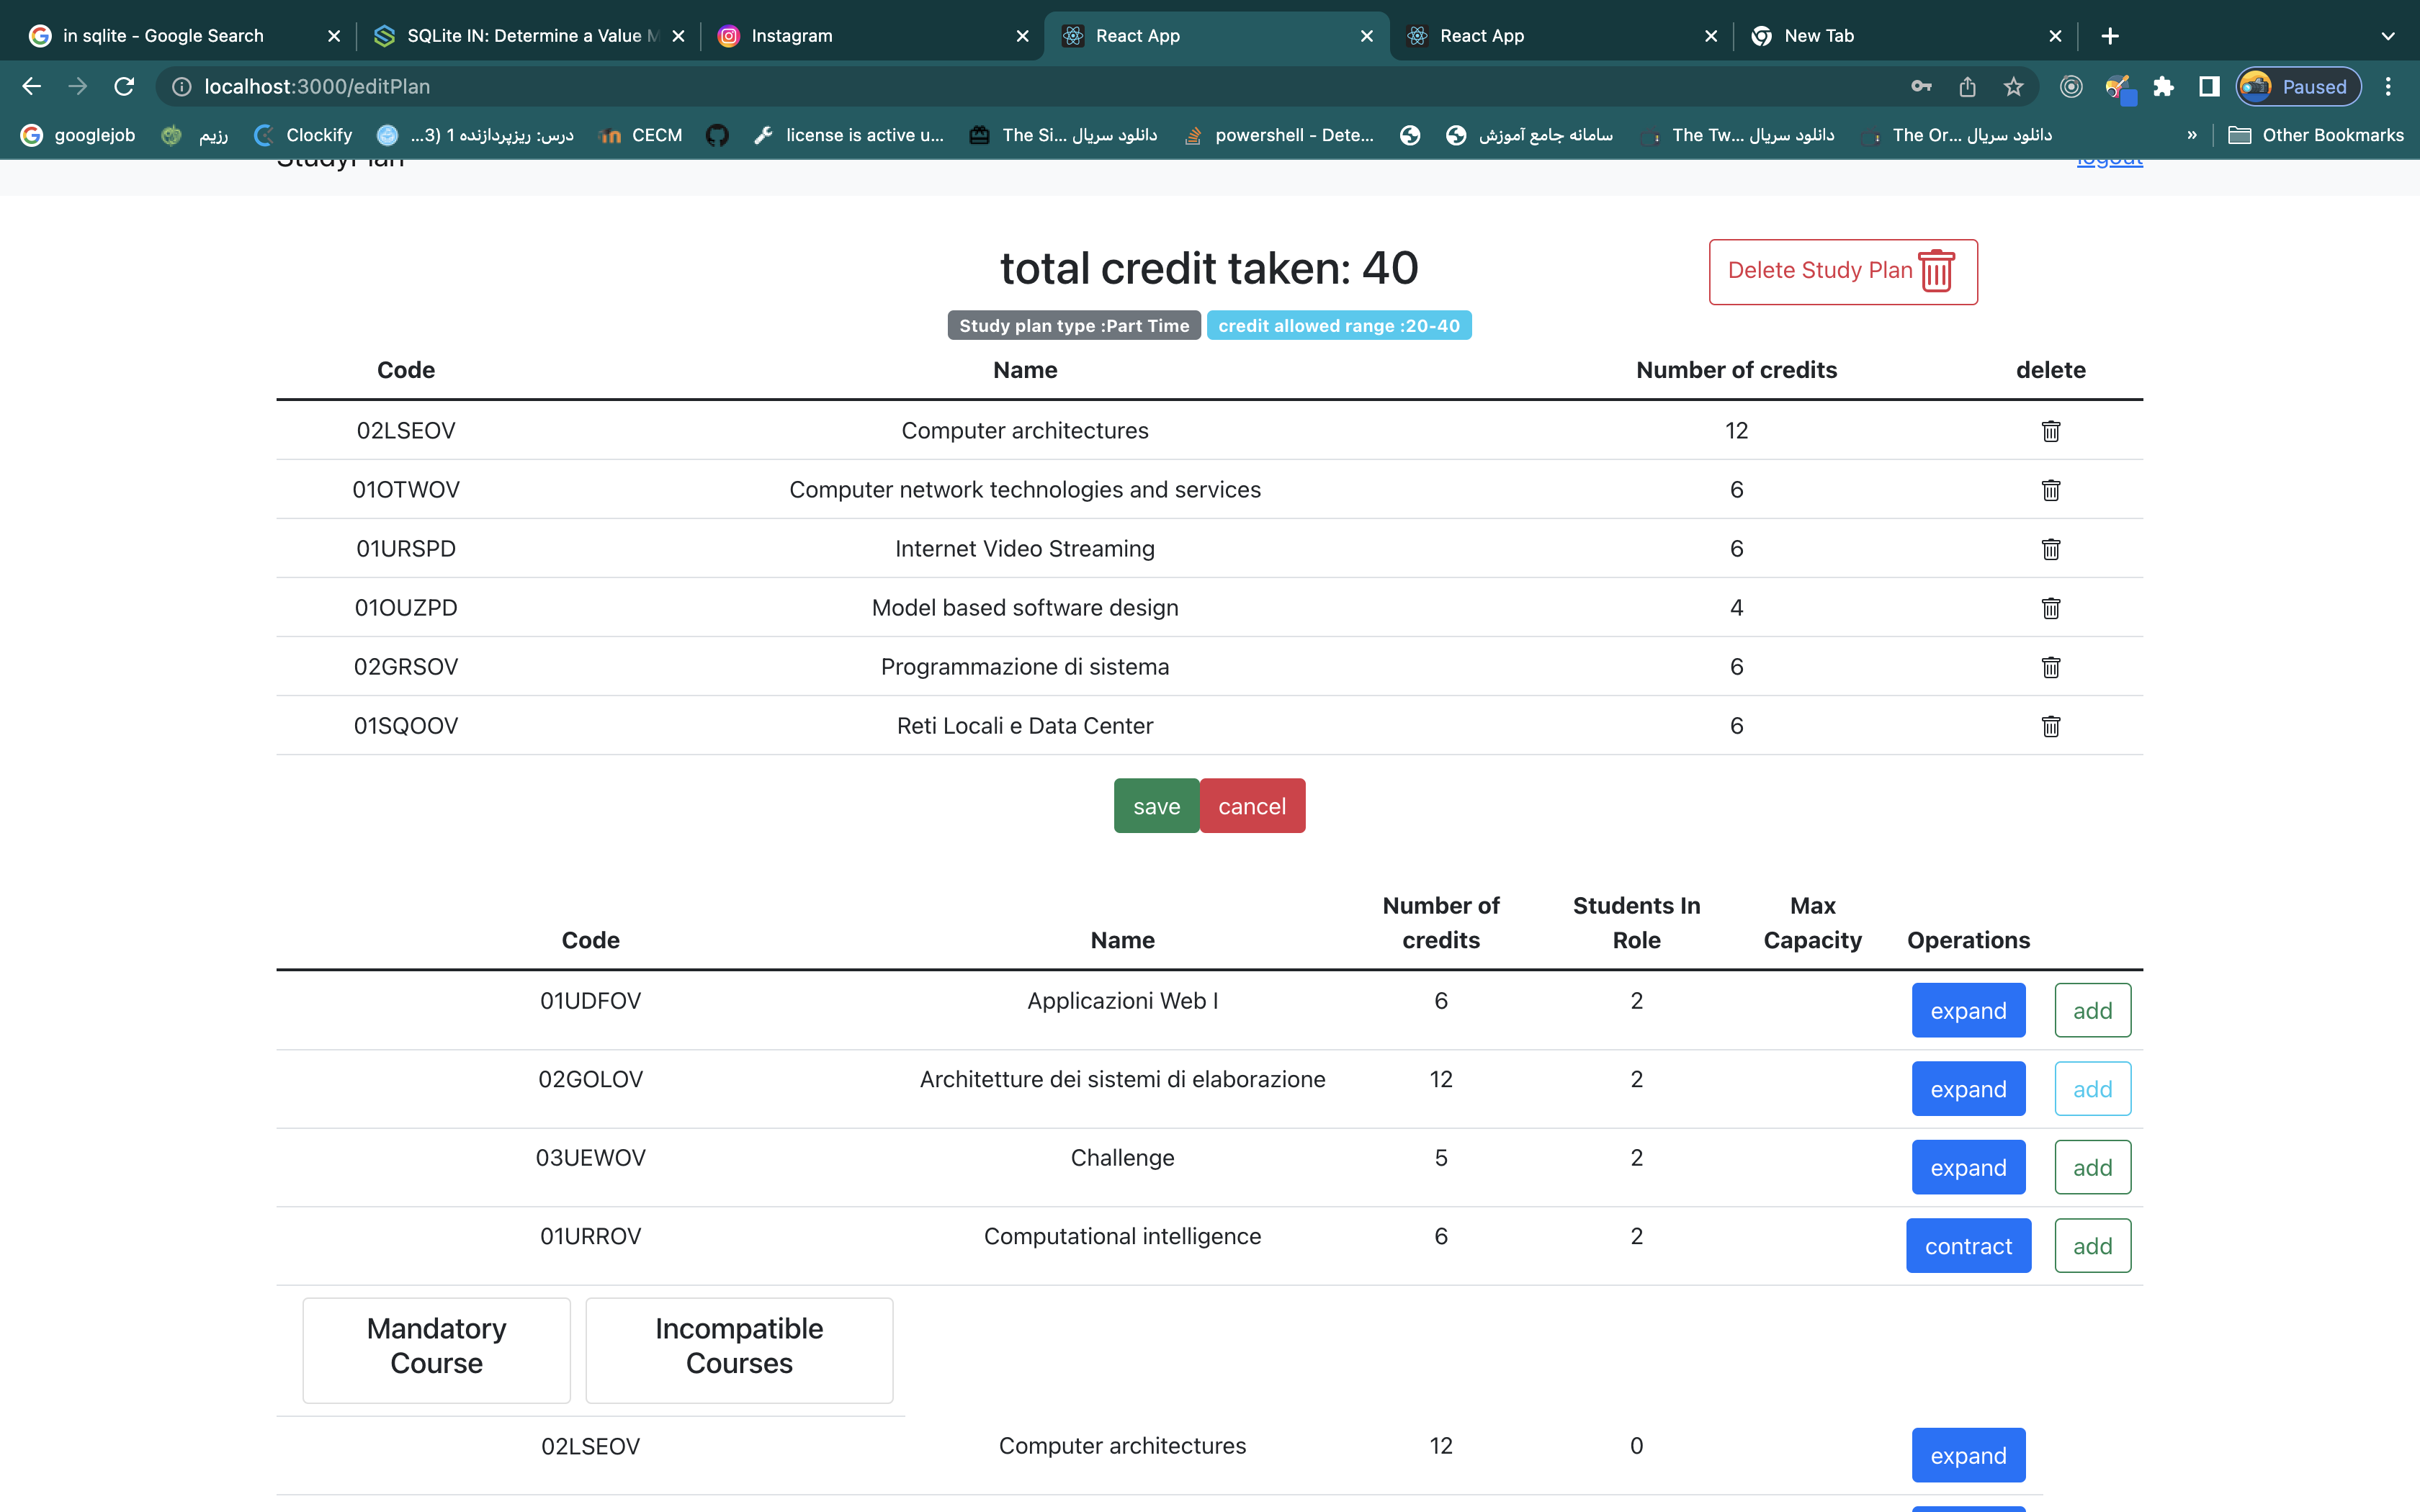 in sqlite - Google Search
SQLite IN: Determine a Value M
Instagram
React App
React App
New Tab
localhost:3000/editPlan
Paused
googlejob
رزیم
Clockify
درس: ریزپردازنده 1 (3...
CECM
license is active u...
دانلود سریال ...The Si
powershell - Dete...
سامانه جامع آموزش
دانلود سریال ...The Tw
دانلود سریال ...The Or
»
Other Bookmarks
StudyPlan
logout
total credit taken: 40
Delete Study Plan
Study plan type :Part Time
credit allowed range :20-40
Code Name Number of credits delete
02LSEOV Computer architectures 12
01OTWOV Computer network technologies and services 6
01URSPD Internet Video Streaming 6
01OUZPD Model based software design 4
02GRSOV Programmazione di sistema 6
01SQOOV Reti Locali e Data Center 6
save cancel
Code Name Number of credits Students In Role Max Capacity Operations
01UDFOV Applicazioni Web I 6 2 expand add
02GOLOV Architetture dei sistemi di elaborazione 12 2 expand add
03UEWOV Challenge 5 2 expand add
01URROV Computational intelligence 6 2 contract add
Mandatory Course
Incompatible Courses
02LSEOV Computer architectures 12 0 expand